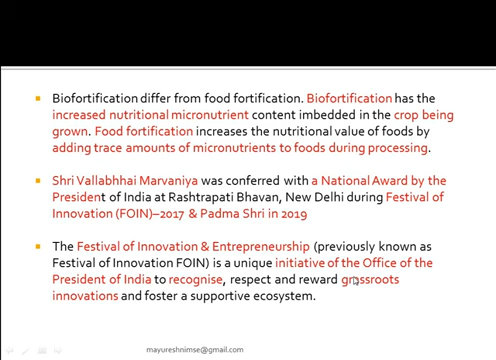 Biofortification differ from food fortification. Biofortification has the
increased nutritional micronutrient content imbedded in the crop being
grown. Food fortification increases the nutritional value of foods by
adding trace amounts of micronutrients to foods during processing.
Shri Vallabhhai Marvaniya was conferred with a National Award by the
President of India at Rashtrapati Bhavan, New Delhi during Festival of
Innovation (FOIN)–2017 & Padma Shri in 2019
The Festival of Innovation & Entrepreneurship (previously known as
Festival of Innovation FOIN) is a unique initiative of the Office of the
President of India to recognise, respect and reward grassroots
innovations and foster a supportive ecosystem.
mayureshnimse@gmail.com